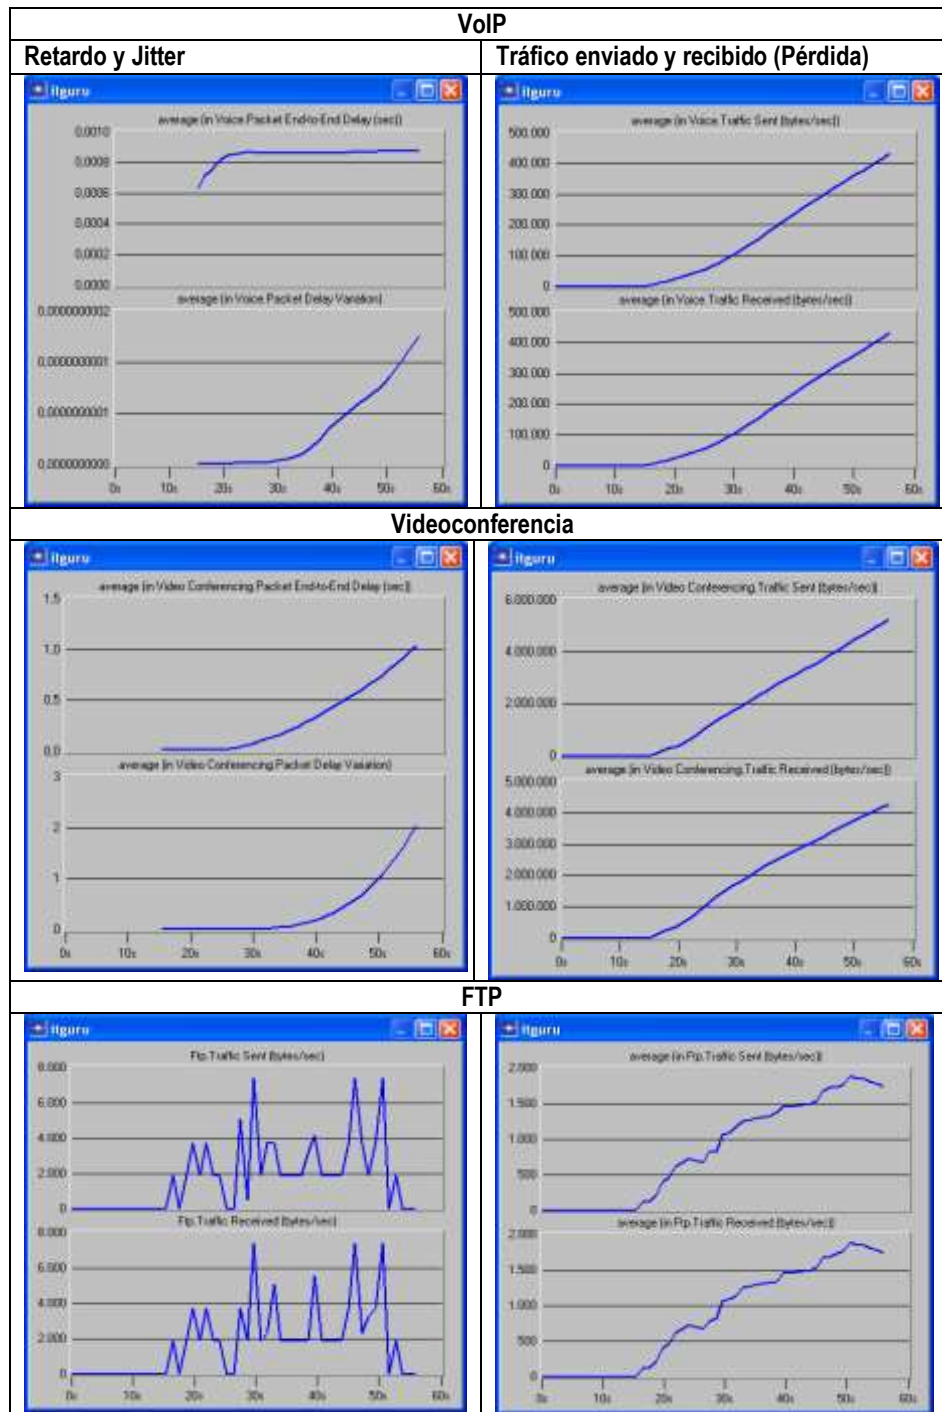 VoIP
Retardo y Jitter
Tráfico enviado y recibido (Pérdida)
itguru
average (in Voice.Packet End-to-End Delay (sec))
0,0010
0,0008
0,0006
0,0004
0,0002
0,0000
average (in Voice.Packet Delay Variation)
0,0000000002
0,0000000001
0,0000000001
0,0000000000
0s 10s 20s 30s 40s 50s 60s
itguru
average (in Voice.Traffic Sent (bytes/sec))
500.000
400.000
300.000
200.000
100.000
0
average (in Voice.Traffic Received (bytes/sec))
500.000
400.000
300.000
200.000
100.000
0
0s 10s 20s 30s 40s 50s 60s
Videoconferencia
itguru
average (in Video Conferencing.Packet End-to-End Delay (sec))
1,5
1,0
0,5
0,0
average (in Video Conferencing.Packet Delay Variation)
3
2
1
0
0s 10s 20s 30s 40s 50s 60s
itguru
average (in Video Conferencing.Traffic Sent (bytes/sec))
6.000.000
4.000.000
2.000.000
0
average (in Video Conferencing.Traffic Received (bytes/sec))
5.000.000
4.000.000
3.000.000
2.000.000
1.000.000
0
0s 10s 20s 30s 40s 50s 60s
FTP
itguru
Ftp.Traffic Sent (bytes/sec)
8.000
6.000
4.000
2.000
0
Ftp.Traffic Received (bytes/sec)
8.000
6.000
4.000
2.000
0
0s 10s 20s 30s 40s 50s 60s
itguru
average (in Ftp.Traffic Sent (bytes/sec))
2.000
1.500
1.000
500
0
average (in Ftp.Traffic Received (bytes/sec))
2.000
1.500
1.000
500
0
0s 10s 20s 30s 40s 50s 60s